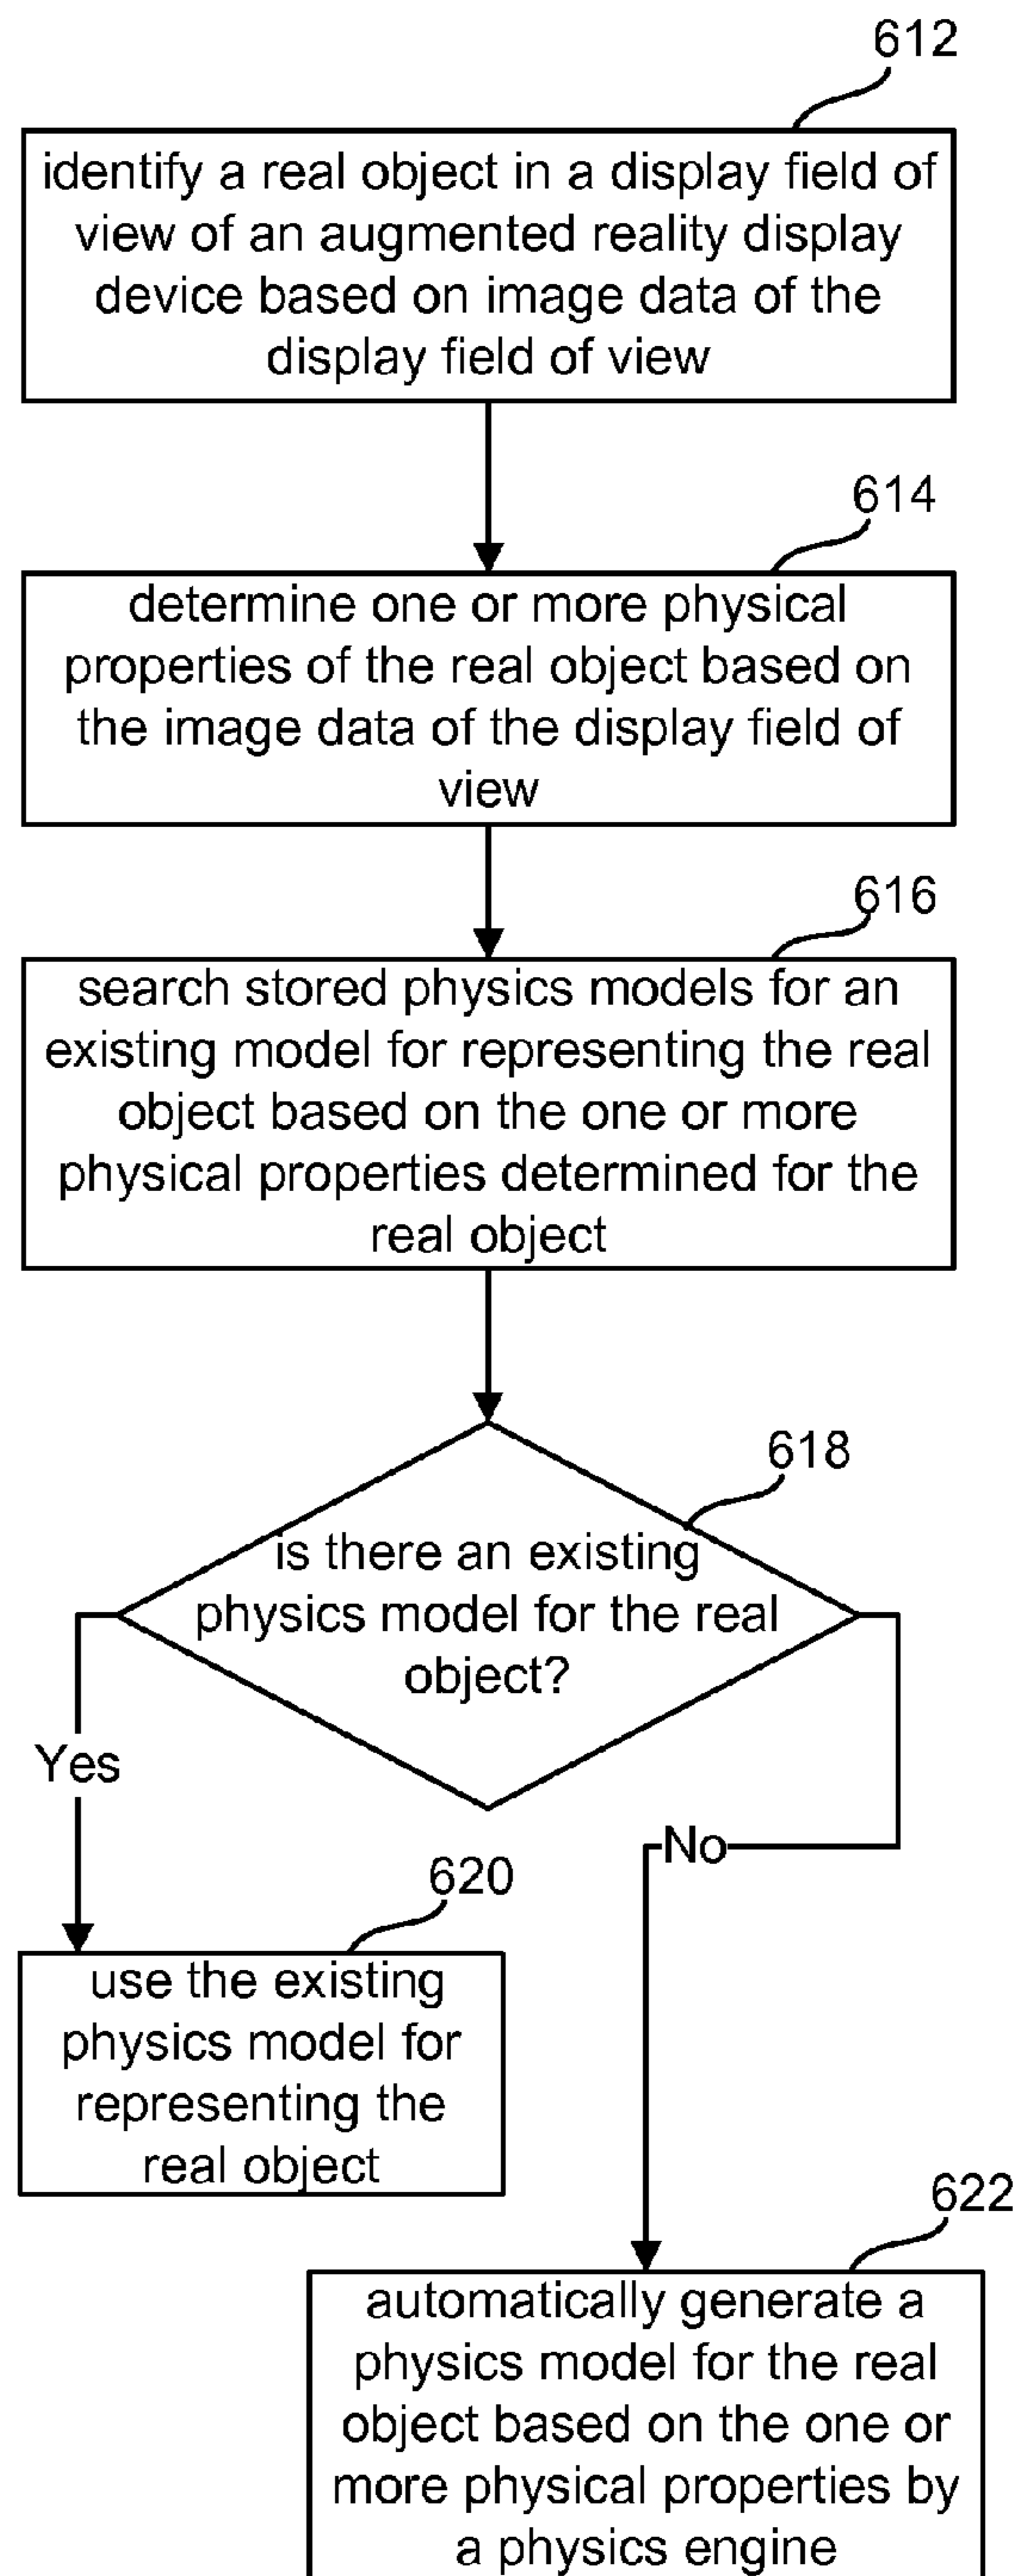 612
identify a real object in a display field of
view of an augmented reality display
device based on image data of the
display field of view
614
determine one or more physical
properties of the real object based on
the image data of the display field of
view
616
search stored physics models for an
existing model for representing the real
object based on the one or more
physical properties determined for the
real object
618
is there an existing
physics model for the real
object?
Yes
No
620
use the existing
physics model for
representing the
real object
622
automatically generate a
physics model for the real
object based on the one or
more physical properties by
a physics engine